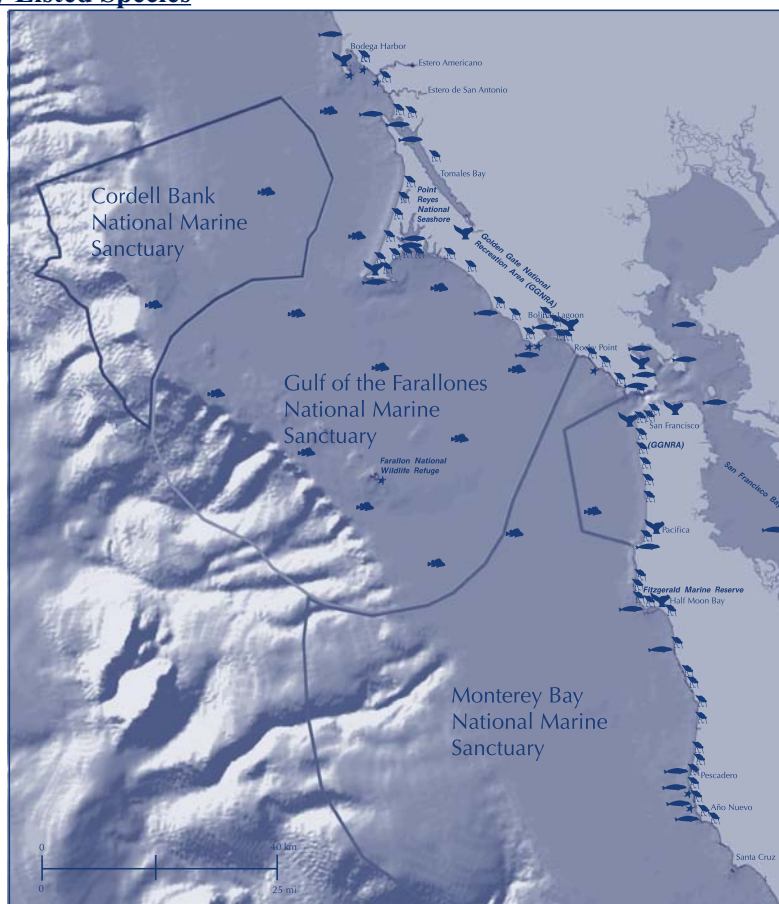 Listed Species
Bodega Harbor
Estero Americano
Estero de San Antonio
Tomales Bay
Point
Reyes
National
Seashore
Cordell Bank
National Marine
Sanctuary
Golden Gate National
Recreation Area (GGNRA)
Bolinas Lagoon
Rocky Point
Gulf of the Farallones
National Marine
Sanctuary
San Francisco
(GGNRA)
Farallon National
Wildlife Refuge
San Francisco Bay
Pacifica
Fitzgerald Marine Reserve
Half Moon Bay
Monterey Bay
National Marine
Sanctuary
Pescadero
Año Nuevo
0
40 km
0
25 mi
Santa Cruz